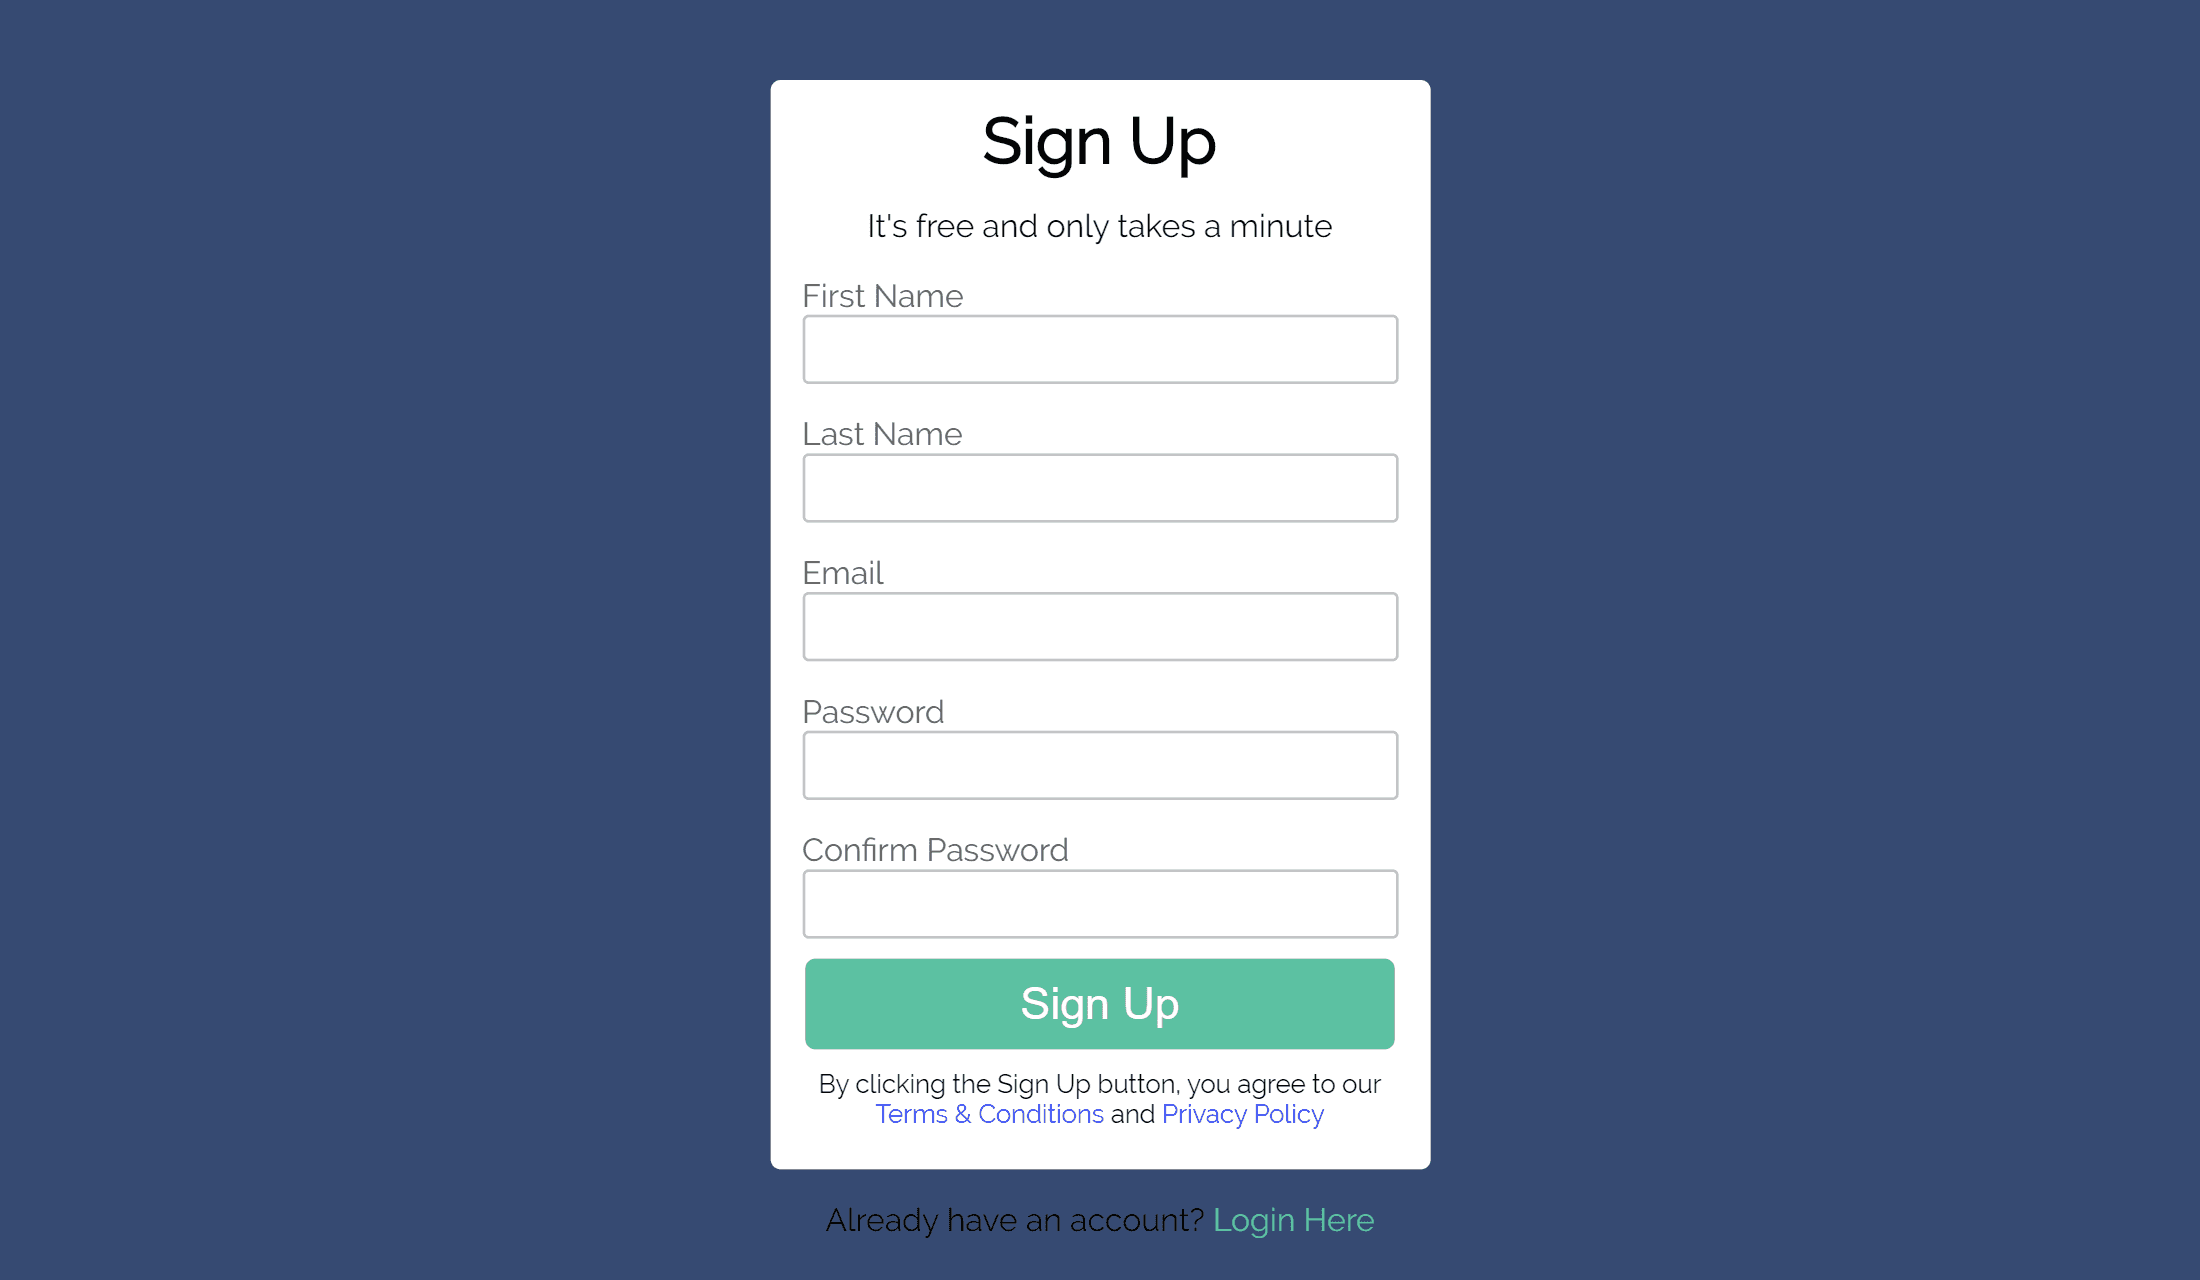 Sign Up
It's free and only takes a minute
First Name
Last Name
Email
Password
Confirm Password
Sign Up
By clicking the Sign Up button, you agree to our
Terms & Conditions and Privacy Policy
Already have an account? Login Here